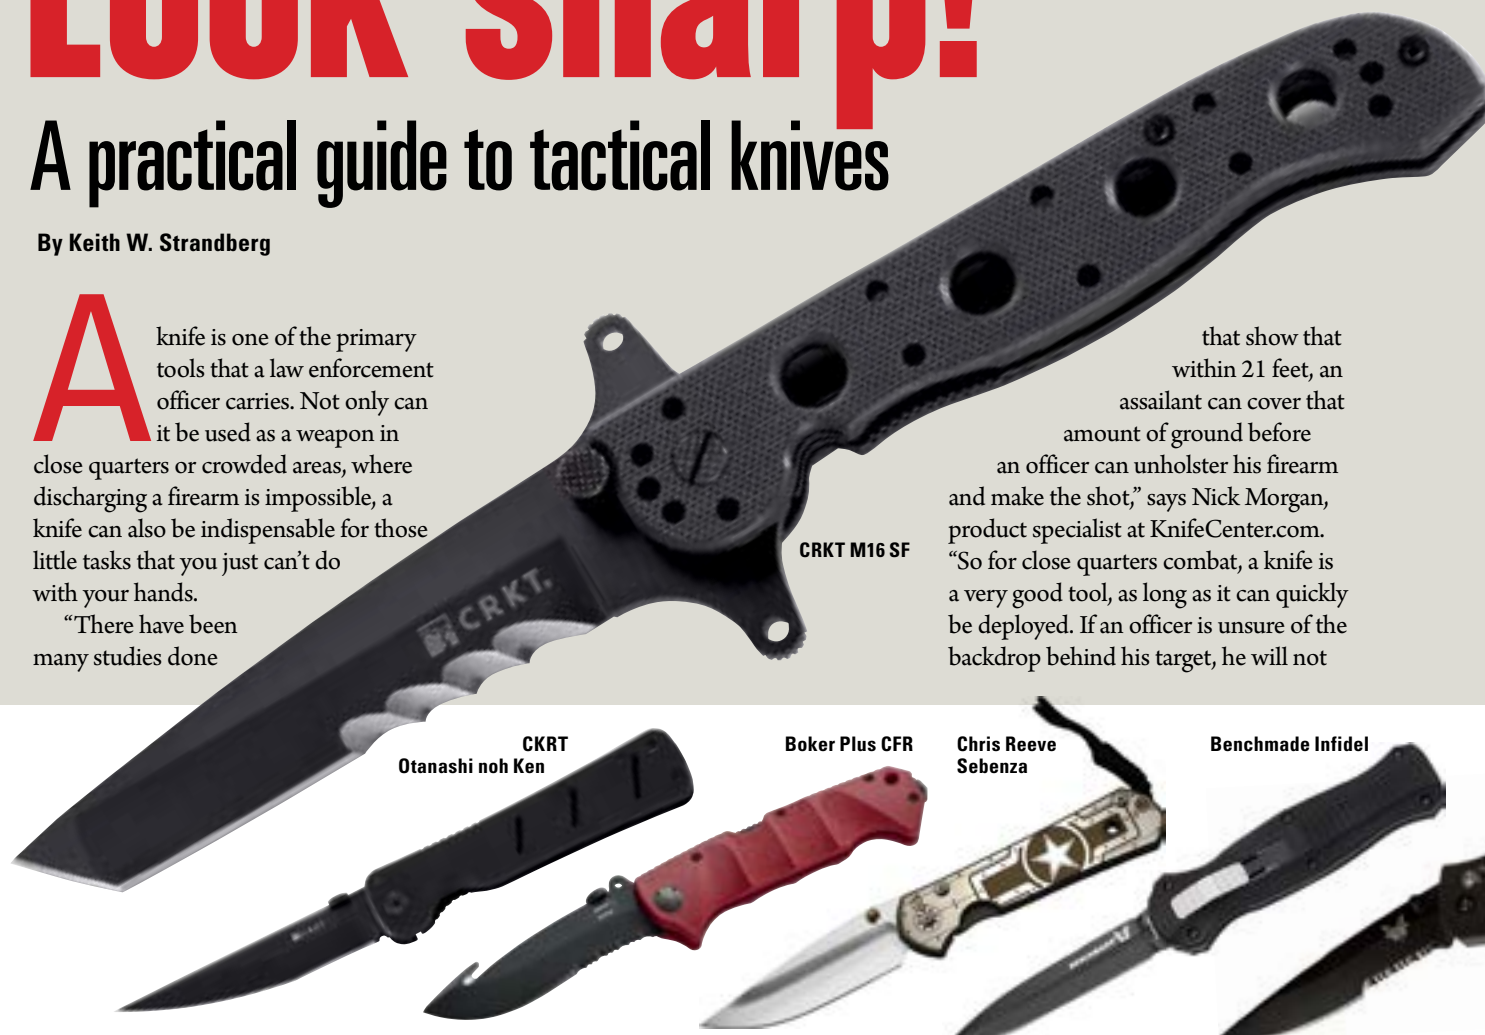 Look Sharp!
A practical guide to tactical knives
By Keith W. Strandberg
A knife is one of the primary
tools that a law enforcement
officer carries. Not only can
it be used as a weapon in
close quarters or crowded areas, where
discharging a firearm is impossible, a
knife can also be indispensable for those
little tasks that you just can’t do
with your hands.
“There have been
many studies done
that show that
within 21 feet, an
assailant can cover that
amount of ground before
an officer can unholster his firearm
and make the shot,” says Nick Morgan,
product specialist at KnifeCenter.com.
“So for close quarters combat, a knife is
a very good tool, as long as it can quickly
be deployed. If an officer is unsure of the
backdrop behind his target, he will not
CRKT M16 SF
CRKT.
CKRT
Otanashi noh Ken
Boker Plus CFR
Chris Reeve
Sebenza
Benchmade Infidel